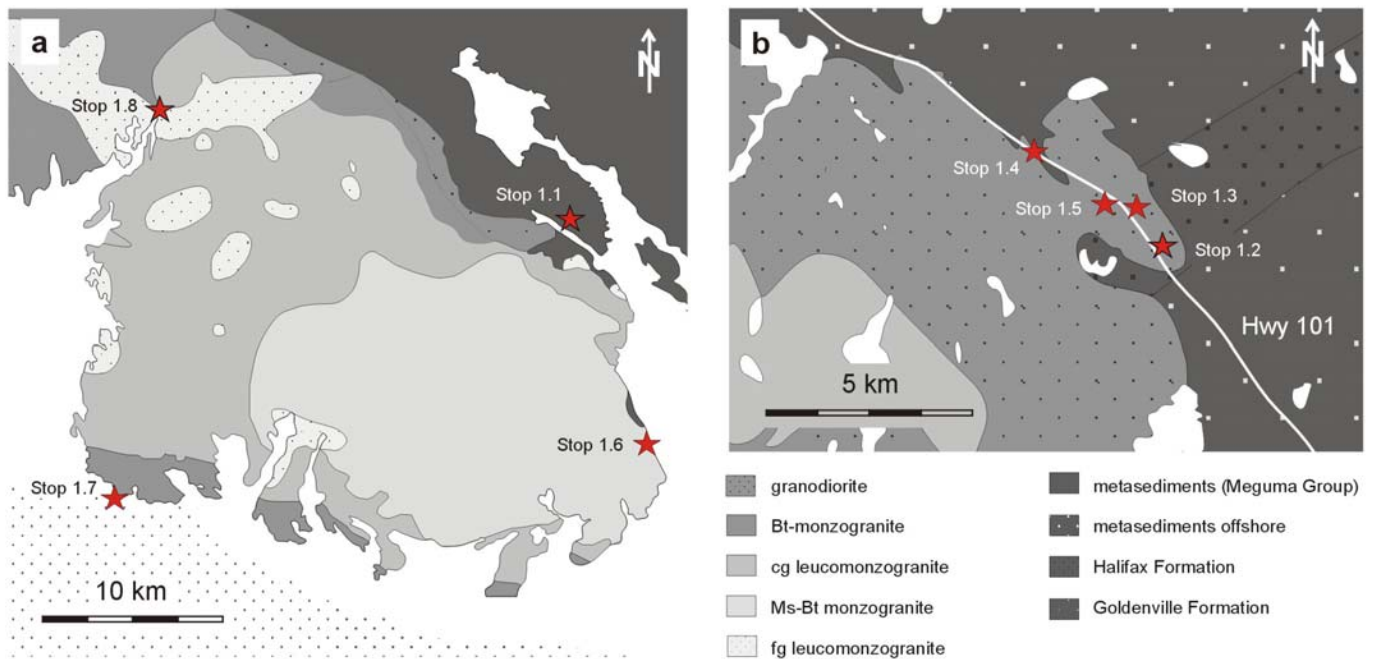 a
N
Stop 1.8
Stop 1.1
Stop 1.6
Stop 1.7
10 km
b
N
Stop 1.4
Stop 1.3
Stop 1.5
Stop 1.2
Hwy 101
5 km
granodiorite
Bt-monzogranite
cg leucomonzogranite
Ms-Bt monzogranite
fg leucomonzogranite
metasediments (Meguma Group)
metasediments offshore
Halifax Formation
Goldenville Formation